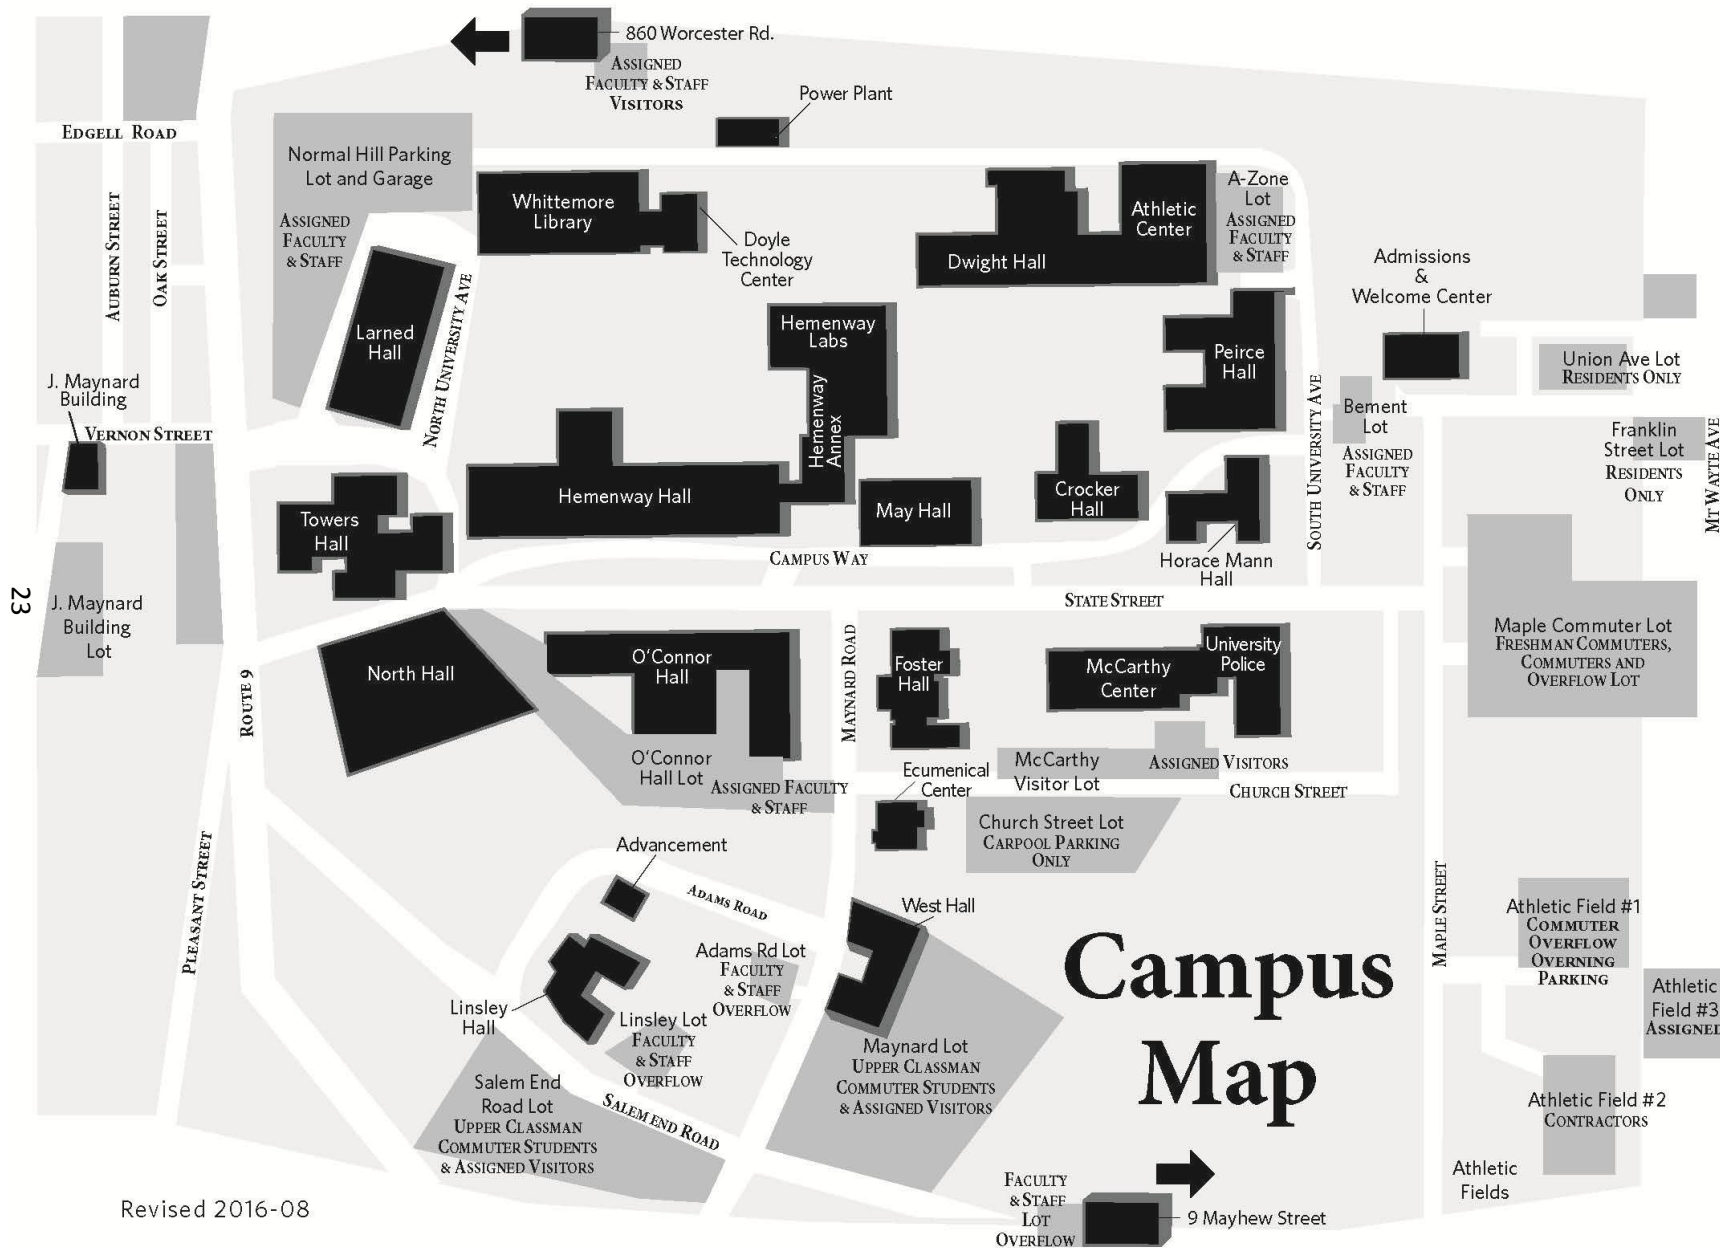 860 Worcester Rd.
ASSIGNED
FACULTY & STAFF
VISITORS
Power Plant
EDGELL ROAD
Normal Hill Parking
Lot and Garage
ASSIGNED
FACULTY
& STAFF
AUBURN STREET
OAK STREET
Whittemore
Library
Doyle
Technology
Center
Dwight Hall
Athletic
Center
A-Zone
Lot
ASSIGNED
FACULTY
& STAFF
Admissions
&
Welcome Center
Larned
Hall
NORTH UNIVERSITY AVE
Hemenway
Labs
Hemenway
Annex
Peirce
Hall
SOUTH UNIVERSITY AVE
Union Ave Lot
RESIDENTS ONLY
J. Maynard
Building
VERNON STREET
Bement
Lot
ASSIGNED
FACULTY
& STAFF
Franklin
Street Lot
RESIDENTS
ONLY
MT WAYTE AVE
Towers
Hall
Hemenway Hall
May Hall
Crocker
Hall
Horace Mann
Hall
CAMPUS WAY
STATE STREET
23
J. Maynard
Building
Lot
ROUTE 9
North Hall
O'Connor
Hall
MAYNARD ROAD
Foster
Hall
McCarthy
Center
University
Police
Maple Commuter Lot
FRESHMAN COMMUTERS,
COMMUTERS AND
OVERFLOW LOT
O'Connor
Hall Lot
ASSIGNED FACULTY
& STAFF
Ecumenical
Center
McCarthy
Visitor Lot
ASSIGNED VISITORS
CHURCH STREET
Church Street Lot
CARPOOL PARKING
ONLY
PLEASANT STREET
Advancement
ADAMS ROAD
West Hall
MAPLE STREET
Athletic Field #1
COMMUTER
OVERFLOW
OVERNING
PARKING
Adams Rd Lot
FACULTY
& STAFF
OVERFLOW
Linsley
Hall
Linsley Lot
FACULTY
& STAFF
OVERFLOW
Campus
Map
Athletic
Field #3
ASSIGNED
Maynard Lot
UPPER CLASSMAN
COMMUTER STUDENTS
& ASSIGNED VISITORS
Salem End
Road Lot
UPPER CLASSMAN
COMMUTER STUDENTS
& ASSIGNED VISITORS
SALEM END ROAD
Athletic Field #2
CONTRACTORS
Athletic
Fields
FACULTY
& STAFF
LOT
OVERFLOW
9 Mayhew Street
Revised 2016-08